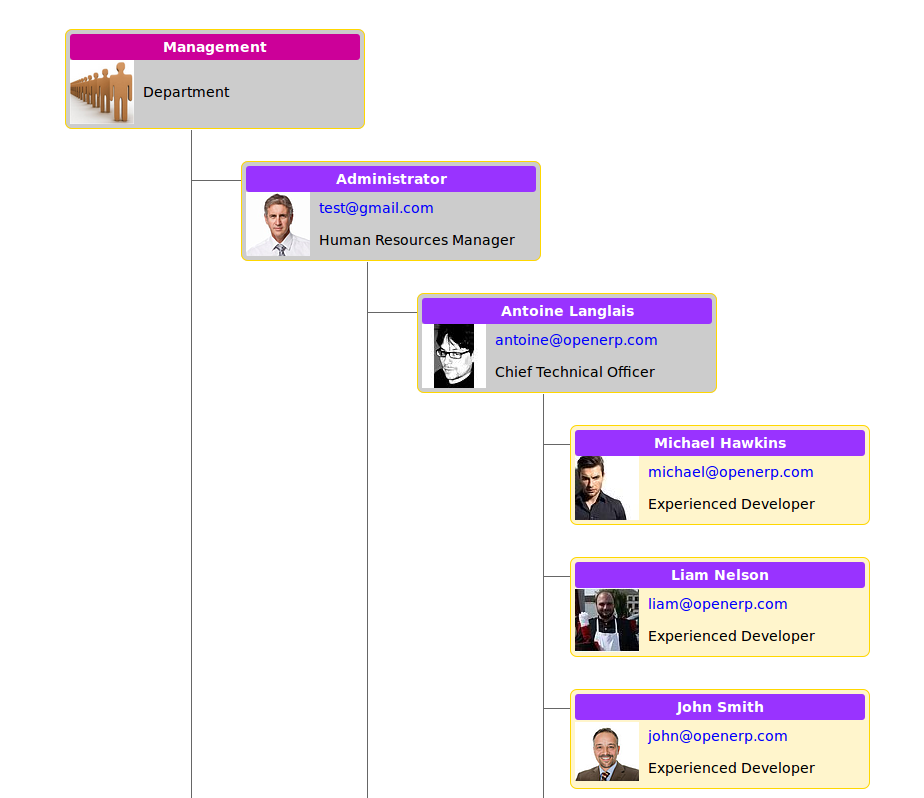 Management
Department
Administrator
test@gmail.com
Human Resources Manager
Antoine Langlais
antoine@openerp.com
Chief Technical Officer
Michael Hawkins
michael@openerp.com
Experienced Developer
Liam Nelson
liam@openerp.com
Experienced Developer
John Smith
john@openerp.com
Experienced Developer